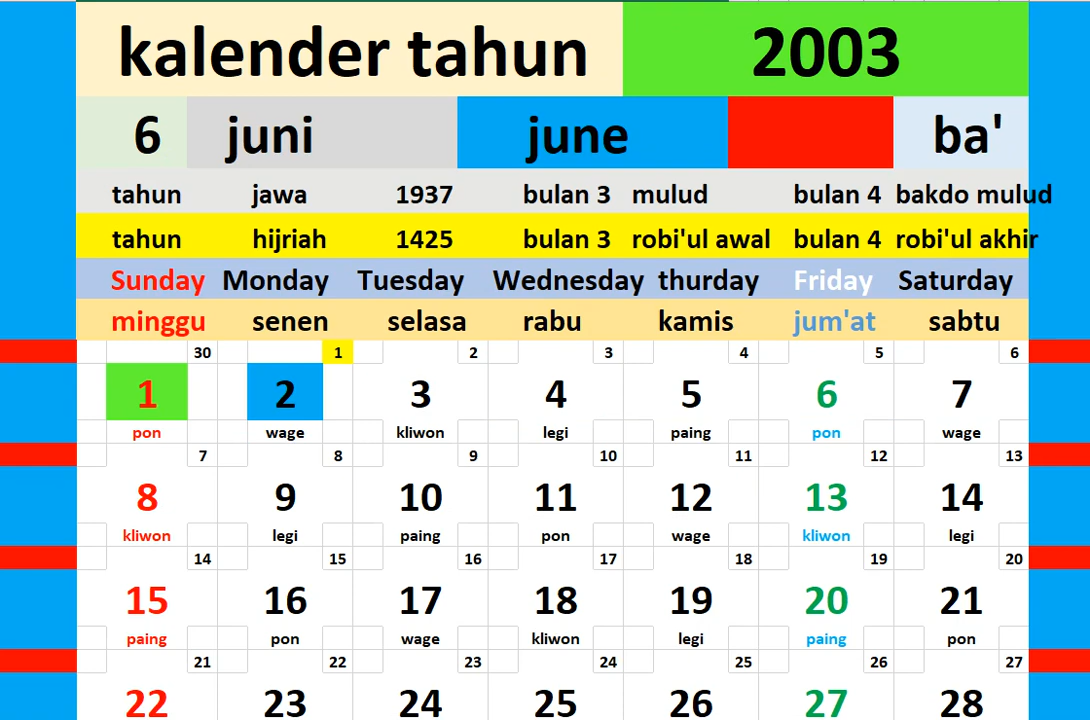 kalender tahun 2003
6 juni june ba'
tahun jawa 1937 bulan 3 mulud bulan 4 bakdo mulud
tahun hijriah 1425 bulan 3 robi'ul awal bulan 4 robi'ul akhir
Sunday Monday Tuesday Wednesday thurday Friday Saturday
minggu senen selasa rabu kamis jum'at sabtu
30 1 2 3 4 5 6
1 2 3 4 5 6 7
pon wage kliwon legi paing pon wage
7 8 9 10 11 12 13
8 9 10 11 12 13 14
kliwon legi paing pon wage kliwon legi
14 15 16 17 18 19 20
15 16 17 18 19 20 21
paing pon wage kliwon legi paing pon
21 22 23 24 25 26 27
22 23 24 25 26 27 28